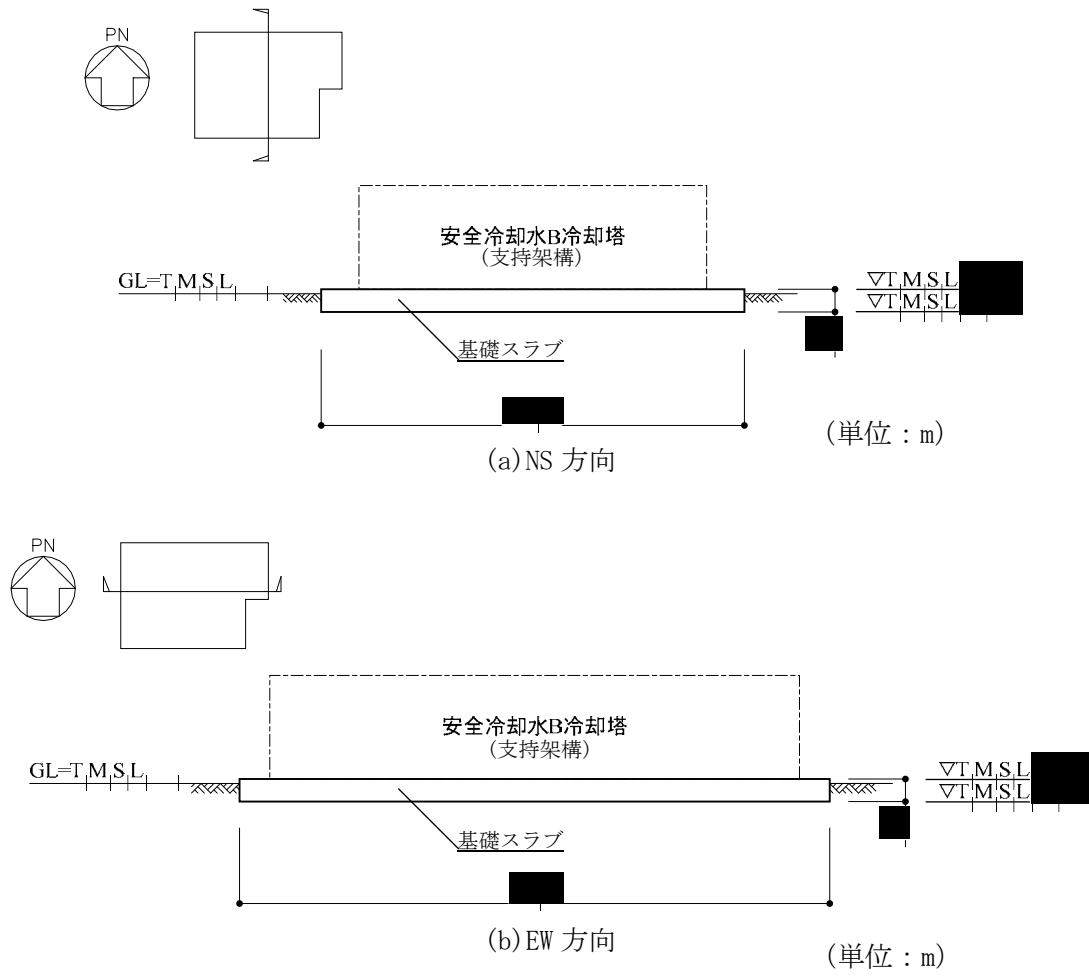 PN
安全冷却水B冷却塔
(支持架構)
GL=T.M.S.L.
▽T.M.S.L.
▽T.M.S.L.
基礎スラブ
(単位：m)
(a)NS 方向
PN
安全冷却水B冷却塔
(支持架構)
GL=T.M.S.L.
▽T.M.S.L.
▽T.M.S.L.
基礎スラブ
(b)EW 方向
(単位：m)